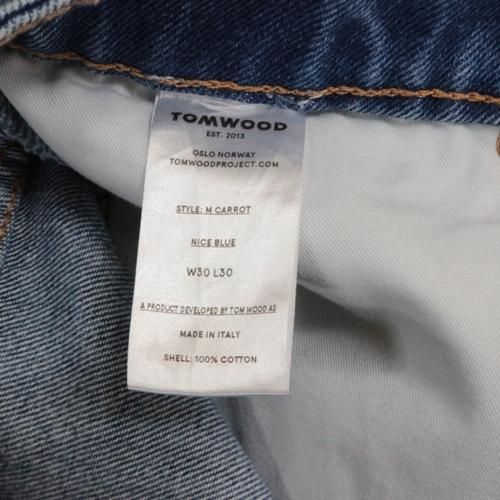 TOMWOOD
EST. 2013
OSLO NORWAY
TOMWOODPROJECT.COM
STYLE: M CARROT
NICE BLUE
W30 L30
A PRODUCT DEVELOPED BY TOM WOOD AS
MADE IN ITALY
SHELL: 100% COTTON